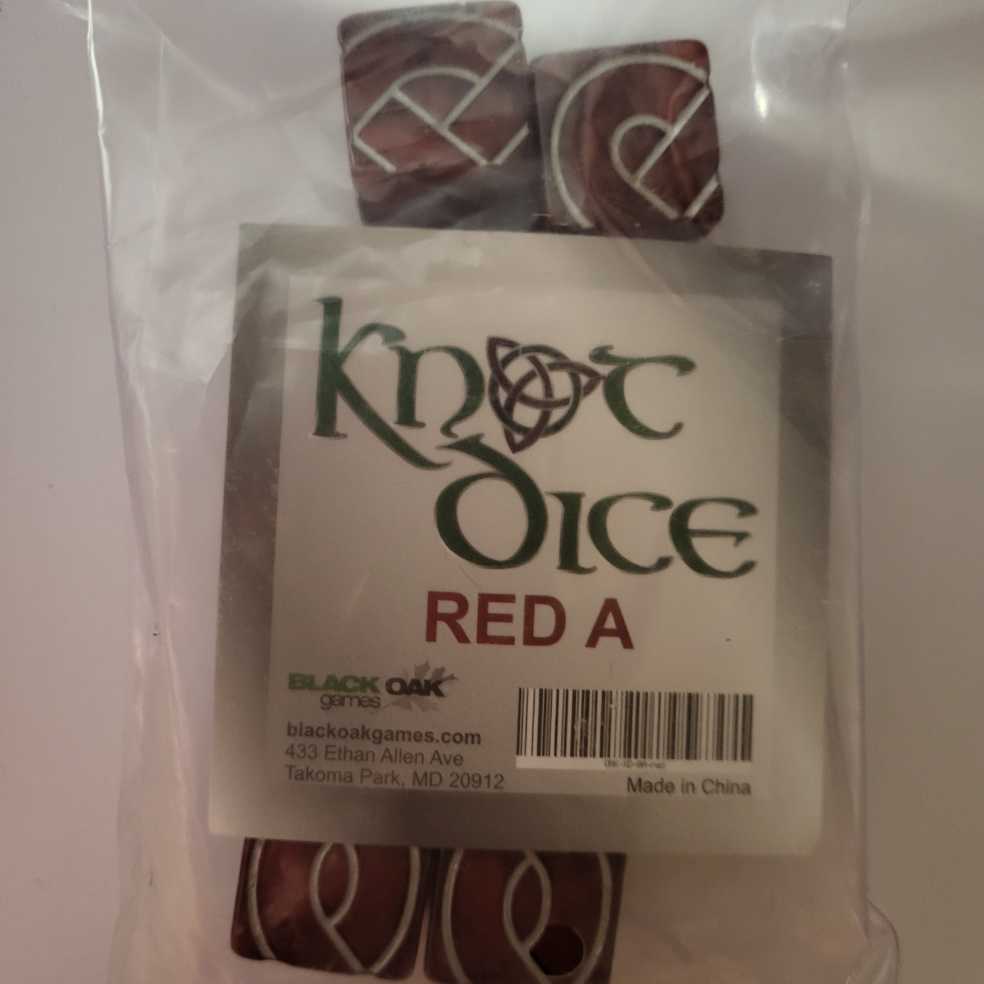 Knot
Dice
RED A
BLACK OAK
games
blackoakgames.com
433 Ethan Allen Ave
Takoma Park, MD 20912
Made in China